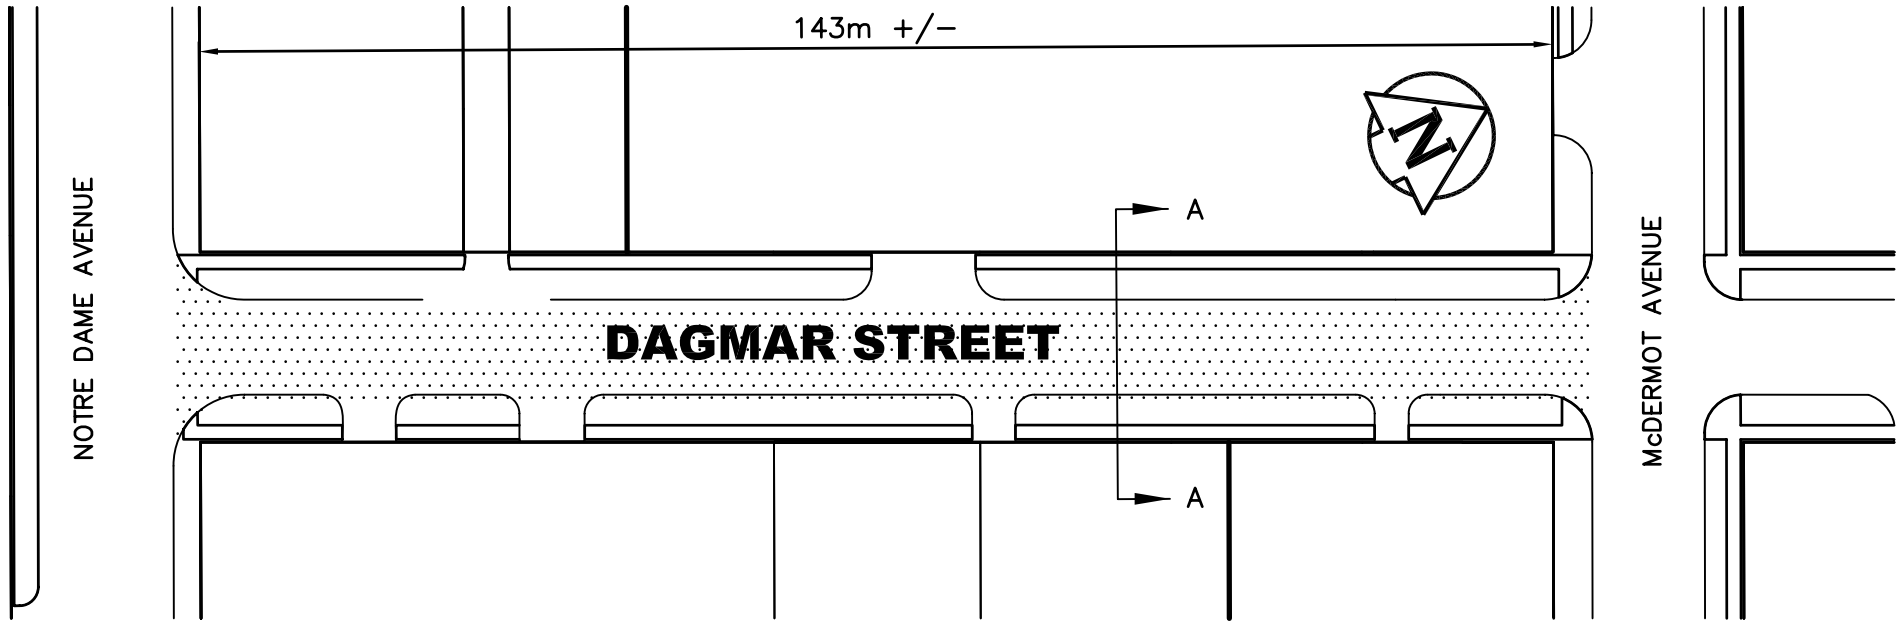 143m +/-
N
A
NOTRE DAME AVENUE
McDERMOT AVENUE
DAGMAR STREET
A